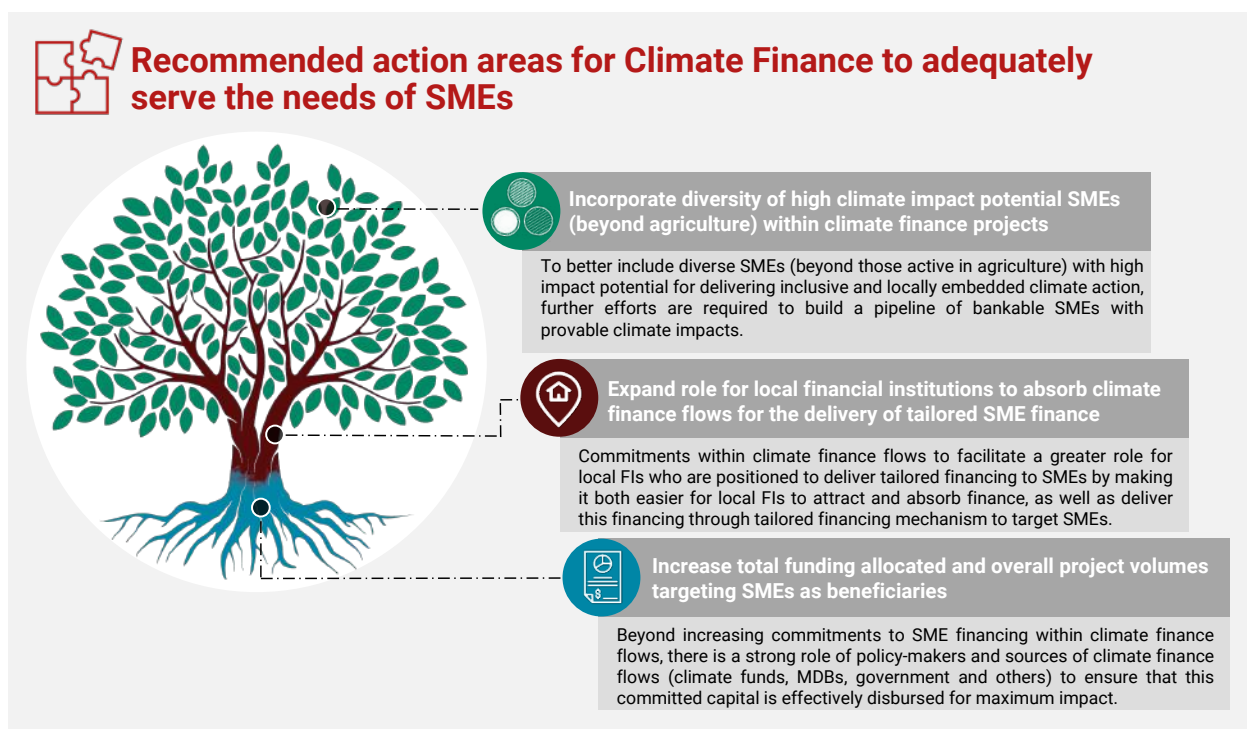 Recommended action areas for Climate Finance to adequately
serve the needs of SMEs
Incorporate diversity of high climate impact potential SMEs
(beyond agriculture) within climate finance projects
To better include diverse SMEs (beyond those active in agriculture) with high
impact potential for delivering inclusive and locally embedded climate action,
further efforts are required to build a pipeline of bankable SMEs with
provable climate impacts.
Expand role for local financial institutions to absorb climate
finance flows for the delivery of tailored SME finance
Commitments within climate finance flows to facilitate a greater role for
local FIs who are positioned to deliver tailored financing to SMEs by making
it both easier for local FIs to attract and absorb finance, as well as deliver
this financing through tailored financing mechanism to target SMEs.
$
Increase total funding allocated and overall project volumes
targeting SMEs as beneficiaries
Beyond increasing commitments to SME financing within climate finance
flows, there is a strong role of policy-makers and sources of climate finance
flows (climate funds, MDBs, government and others) to ensure that this
committed capital is effectively disbursed for maximum impact.